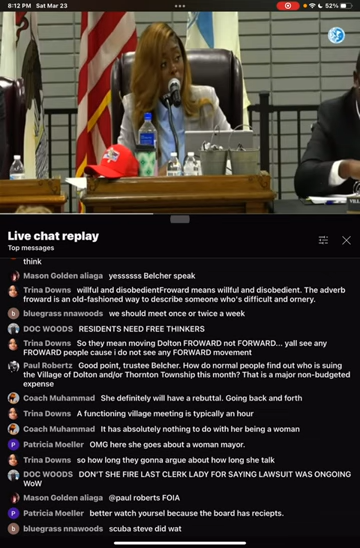 8:12 PM Sat Mar 23
52%
Live chat replay
Top messages
think
Mason Golden aliaga yessssss Belcher speak
Trina Downs willful and disobedientFroward means willful and disobedient. The adverb
froward is an old-fashioned way to describe someone who's difficult and ornery.
bluegrass nnawoods we should meet once or twice a week
DOC WOODS RESIDENTS NEED FREE THINKERS
Trina Downs So they mean moving Dolton FROWARD not FORWARD... yall see any
FROWARD people cause i do not see any FORWARD movement
Paul Robertz Good point, trustee Belcher. How do normal people find out who is suing
the Village of Dolton and/or Thornton Township this month? That is a major non-budgeted
expense
Coach Muhammad She definitely will have a rebuttal. Going back and forth
Trina Downs A functioning village meeting is typically an hour
Coach Muhammad It has absolutely nothing to do with her being a woman
P Patricia Moeller OMG here she goes about a woman mayor.
Trina Downs so how long they gonna argue about how long she talk
DOC WOODS DON'T SHE FIRE LAST CLERK LADY FOR SAYING LAWSUIT WAS ONGOING
WoW
Mason Golden aliaga @paul roberts FOIA
P Patricia Moeller better watch yoursel because the board has reciepts.
b bluegrass nnawoods scuba steve did wat